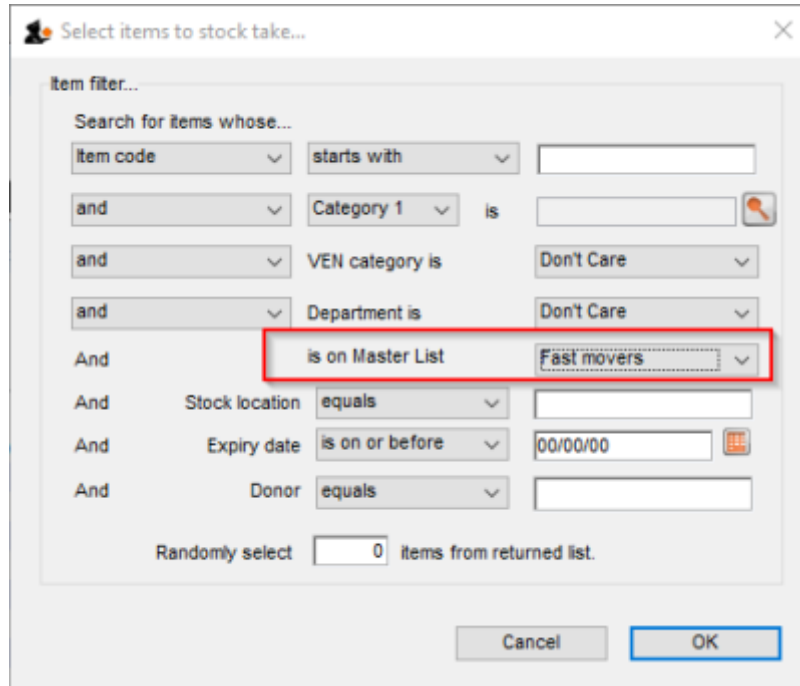 Select items to stock take...
Item filter...
Search for items whose...
Item code starts with
and Category 1 is
and VEN category is Don't Care
and Department is Don't Care
And is on Master List Fast movers
And Stock location equals
And Expiry date is on or before 00/00/00
And Donor equals
Randomly select 0 items from returned list.
Cancel OK